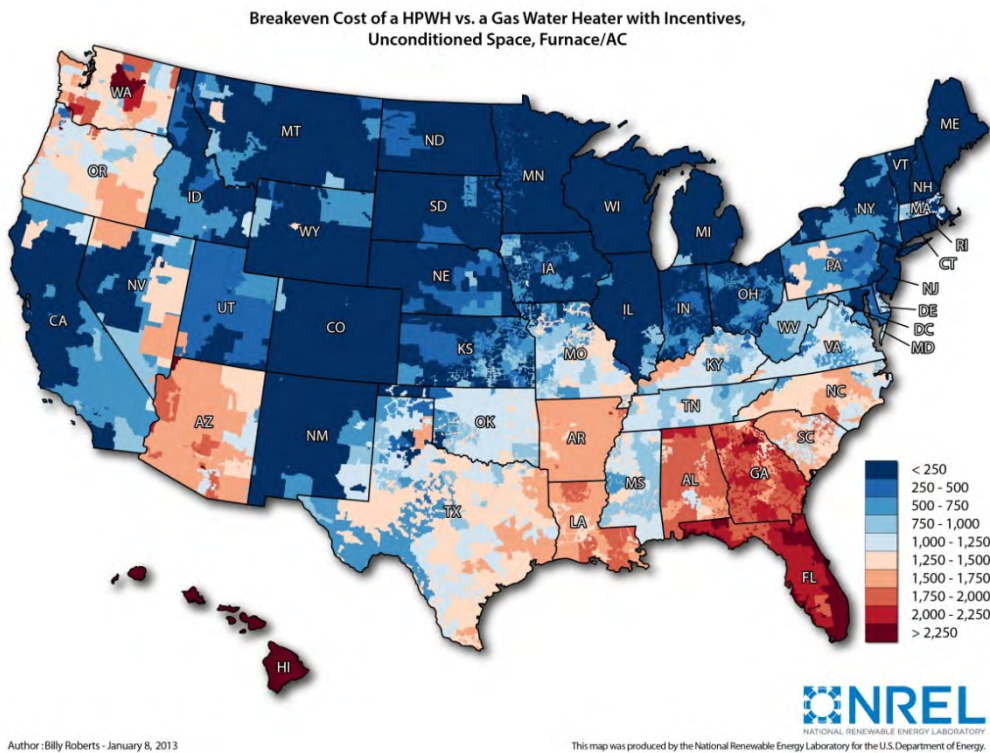 Breakeven Cost of a HPWH vs. a Gas Water Heater with Incentives,
Unconditioned Space, Furnace/AC
WA
MT
ND
MN
ME
VT
NH
MA
OR
ID
SD
WI
NY
WY
MI
RI
CT
IA
PA
NE
NV
NJ
OH
IN
IL
UT
DE
CA
CO
DC
WV
MD
KS
MO
VA
KY
NC
TN
OK
AZ
NM
AR
SC
GA
AL
MS
TX
LA
FL
HI
< 250
250 - 500
500 - 750
750 - 1,000
1,000 - 1,250
1,250 - 1,500
1,500 - 1,750
1,750 - 2,000
2,000 - 2,250
> 2,250
NREL
NATIONAL RENEWABLE ENERGY LABORATORY
Author : Billy Roberts - January 8, 2013
This map was produced by the National Renewable Energy Laboratory for the U.S. Department of Energy.